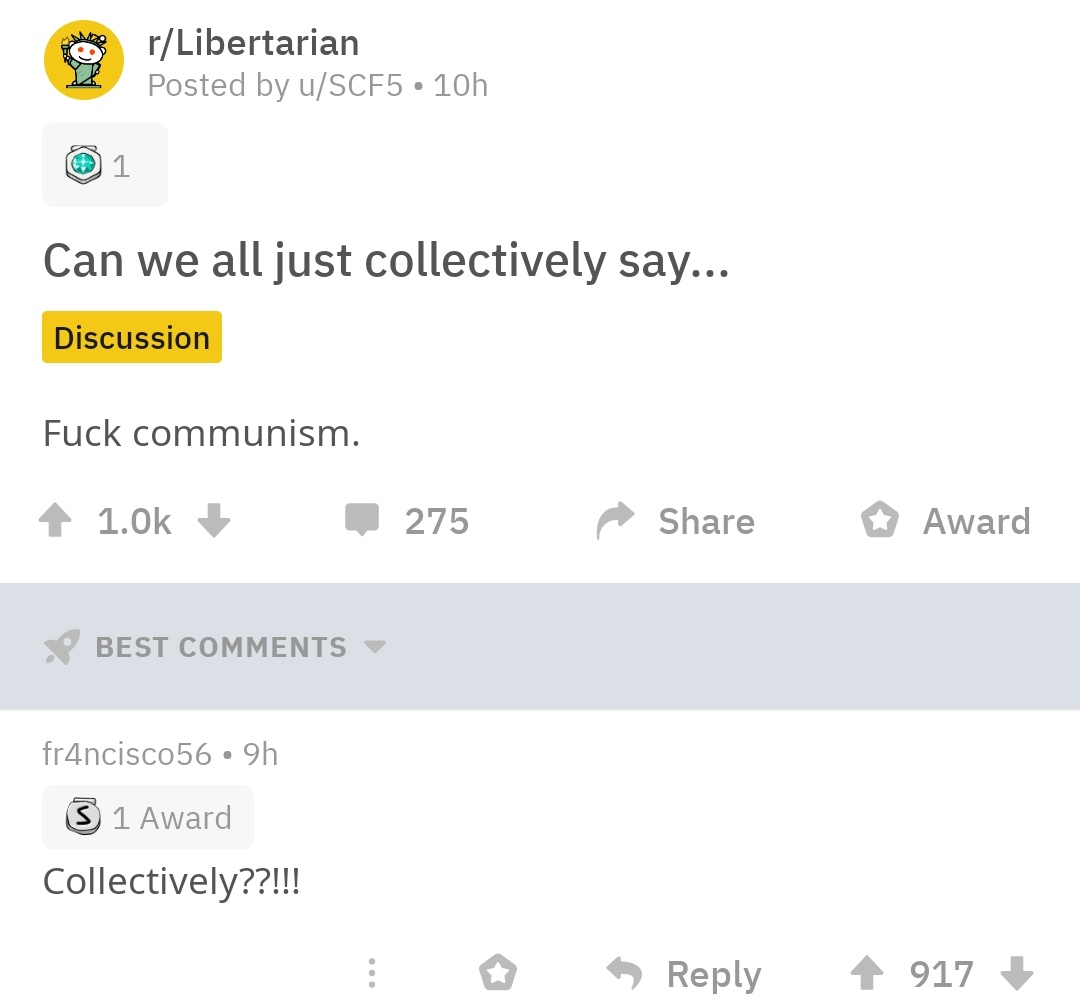 r/Libertarian
Posted by u/SCF5 • 10h
1
Can we all just collectively say...
Discussion
Fuck communism.
1.0k
275
Share
Award
BEST COMMENTS
fr4ncisco56 • 9h
S 1 Award
Collectively??!!!
Reply
917